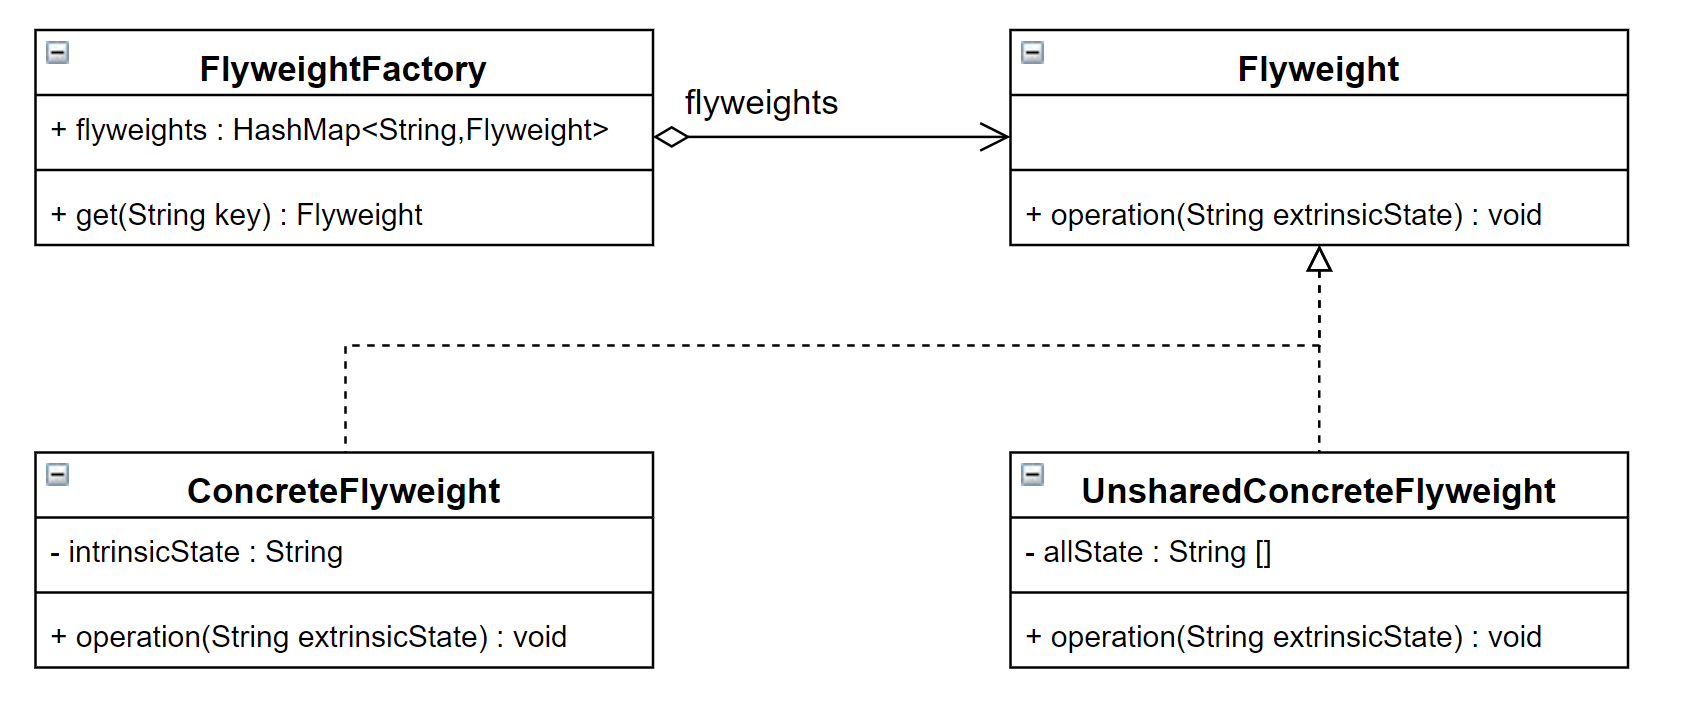 FlyweightFactory
+ flyweights : HashMap<String,Flyweight>
+ get(String key) : Flyweight
flyweights
Flyweight
+ operation(String extrinsicState) : void
ConcreteFlyweight
- intrinsicState : String
+ operation(String extrinsicState) : void
UnsharedConcreteFlyweight
- allState : String []
+ operation(String extrinsicState) : void